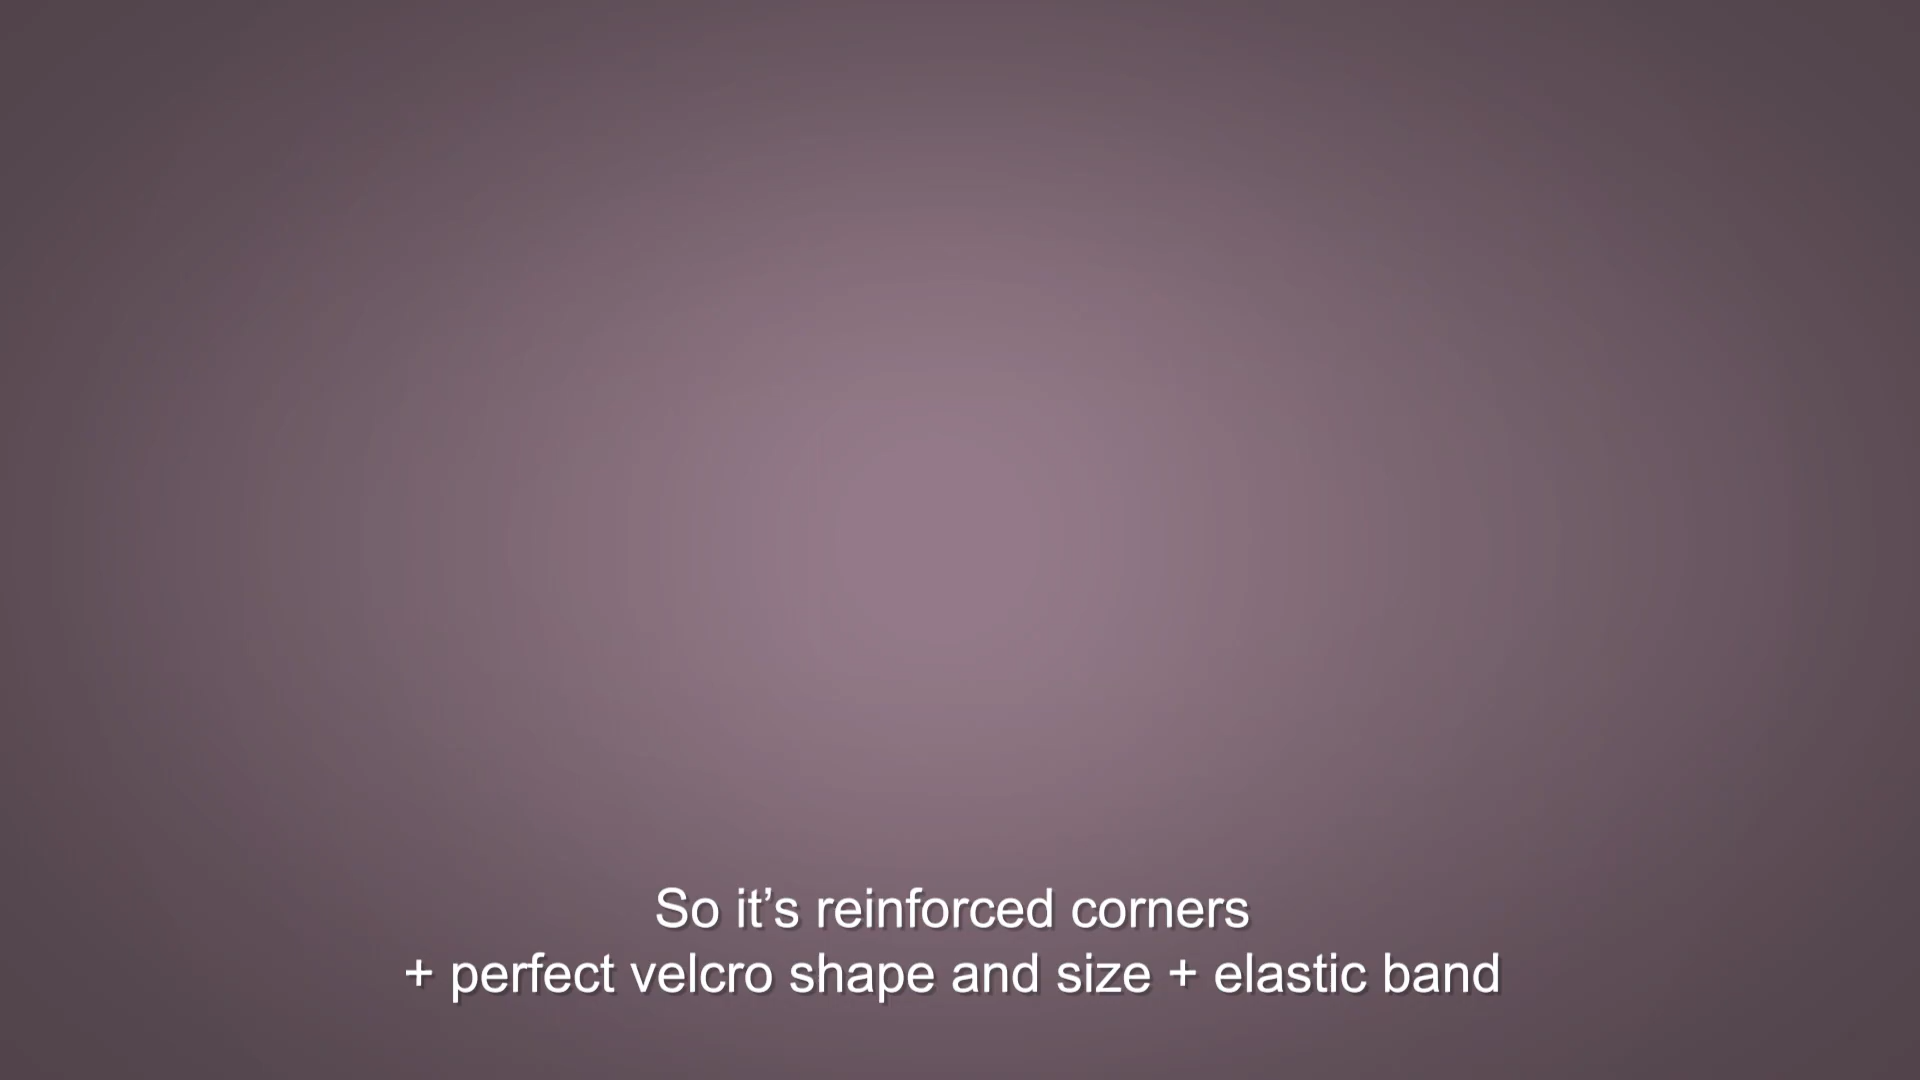 So it’s reinforced corners
+ perfect velcro shape and size + elastic band